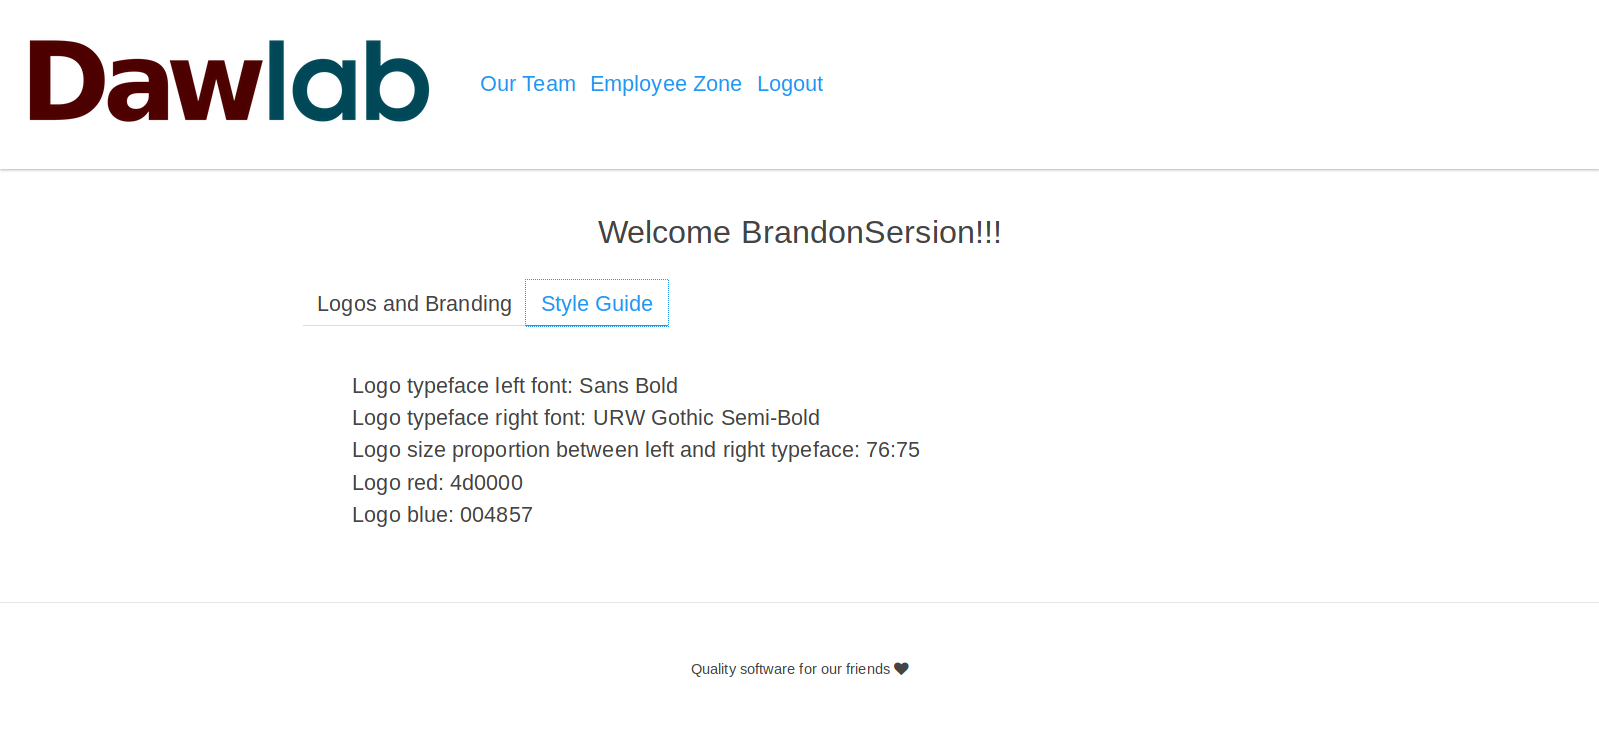 Dawlab
Our Team Employee Zone Logout
Welcome BrandonSersion!!!
Logos and Branding Style Guide
Logo typeface left font: Sans Bold
Logo typeface right font: URW Gothic Semi-Bold
Logo size proportion between left and right typeface: 76:75
Logo red: 4d0000
Logo blue: 004857
Quality software for our friends